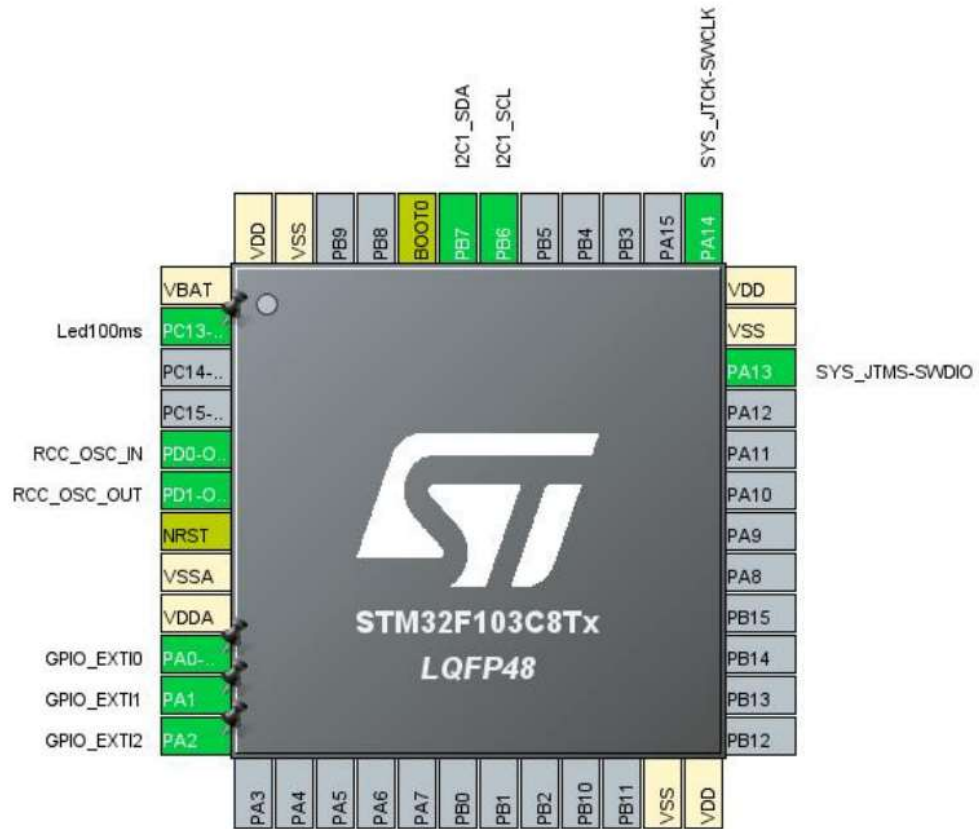 I2C1_SDA
I2C1_SCL
SYS_JTCK-SWCLK
VDD
VSS
PB9
PB8
BOOT0
PB7
PB6
PB5
PB4
PB3
PA15
PA14
VBAT
Led100ms PC13-..
PC14-..
PC15-..
RCC_OSC_IN PD0-O..
RCC_OSC_OUT PD1-O..
NRST
VSSA
VDDA
GPIO_EXTI0 PA0-..
GPIO_EXTI1 PA1
GPIO_EXTI2 PA2
ST
STM32F103C8Tx
LQFP48
VDD
VSS
PA13 SYS_JTMS-SWDIO
PA12
PA11
PA10
PA9
PA8
PB15
PB14
PB13
PB12
PA3
PA4
PA5
PA6
PA7
PB0
PB1
PB2
PB10
PB11
VSS
VDD